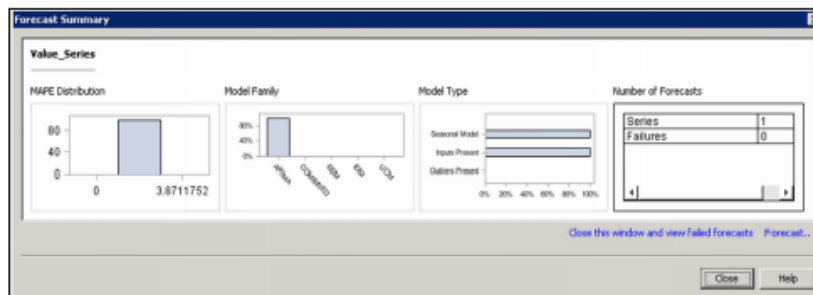 Forecast Summary
Value_Series
MAPE Distribution
80
40
0
0
3.8711752
Model Family
80%
40%
0%
ARIMA
COMBINED
ESM
IDM
UCM
Model Type
Seasonal Model
Inputs Present
Outliers Present
0% 20% 40% 60% 80% 100%
Number of Forecasts
Series 1
Failures 0
Close this window and view failed forecasts Forecast...
Close Help